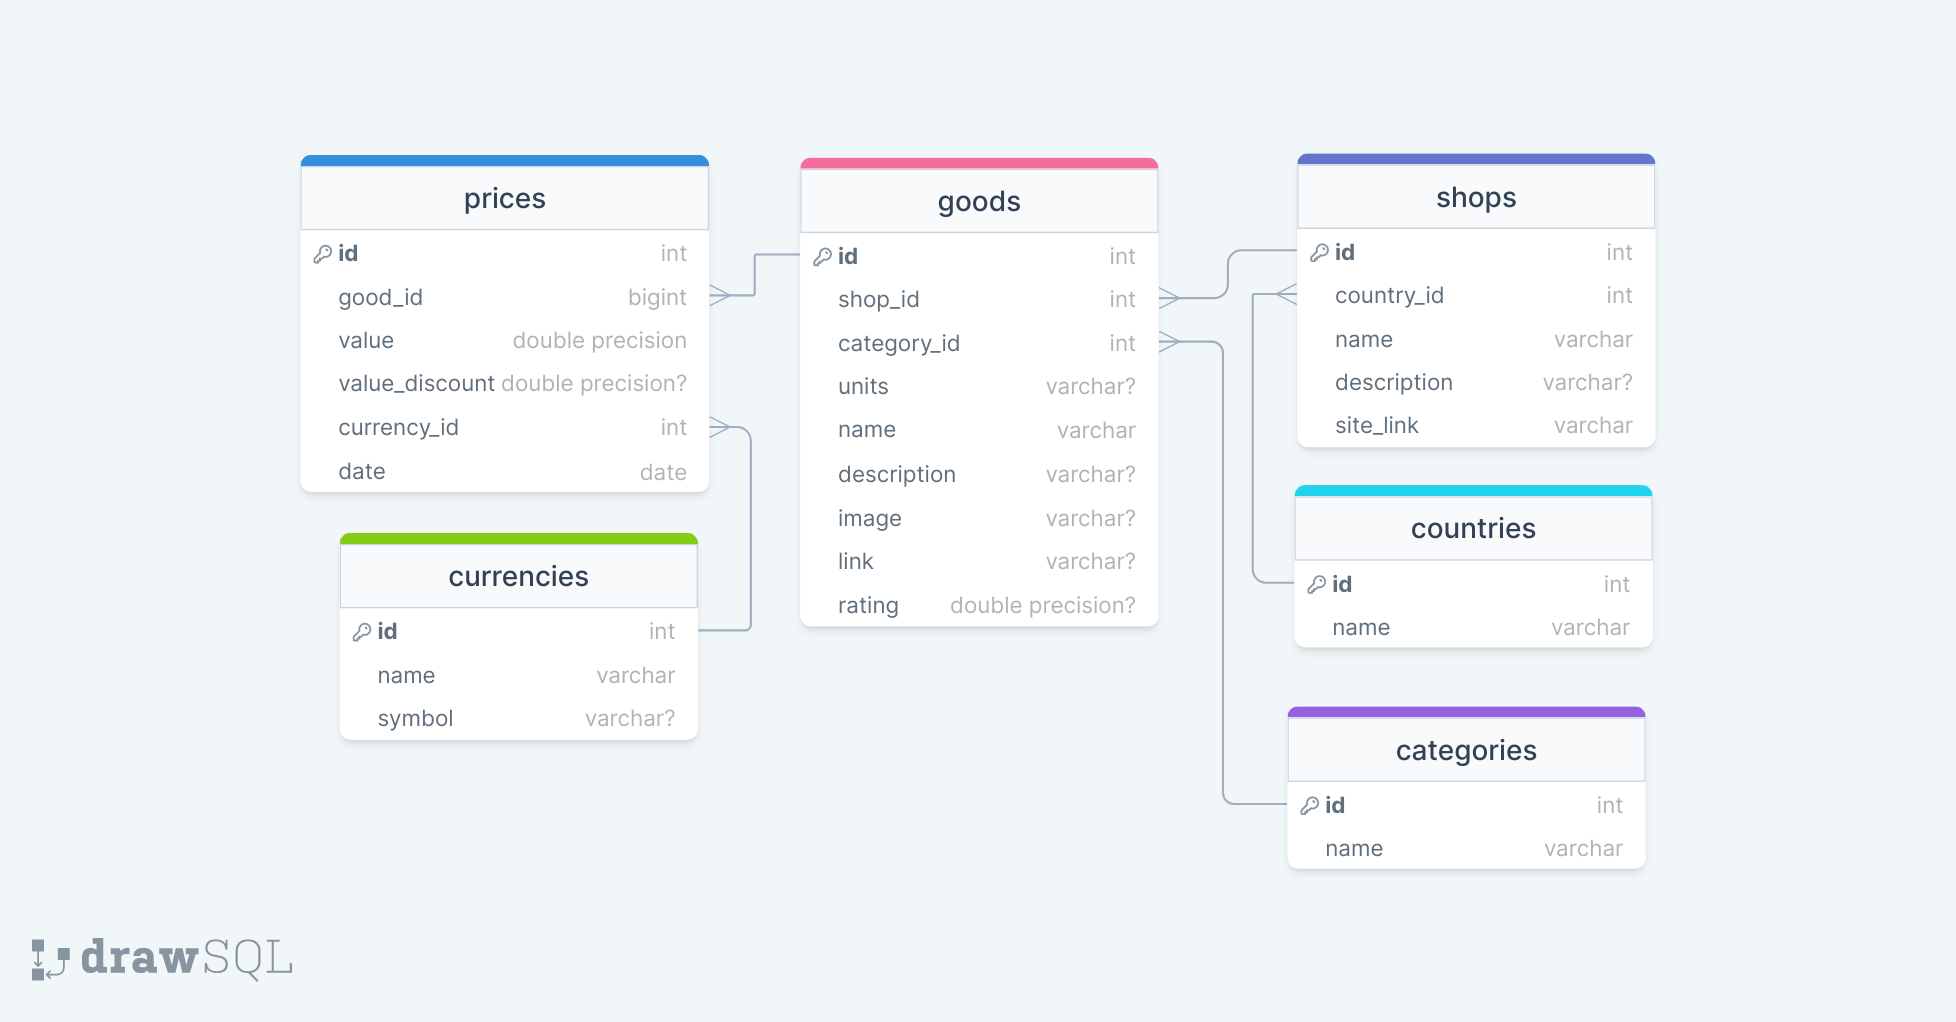 prices
id int
good_id bigint
value double precision
value_discount double precision?
currency_id int
date date
currencies
id int
name varchar
symbol varchar?
goods
id int
shop_id int
category_id int
units varchar?
name varchar
description varchar?
image varchar?
link varchar?
rating double precision?
shops
id int
country_id int
name varchar
description varchar?
site_link varchar
countries
id int
name varchar
categories
id int
name varchar
drawSQL